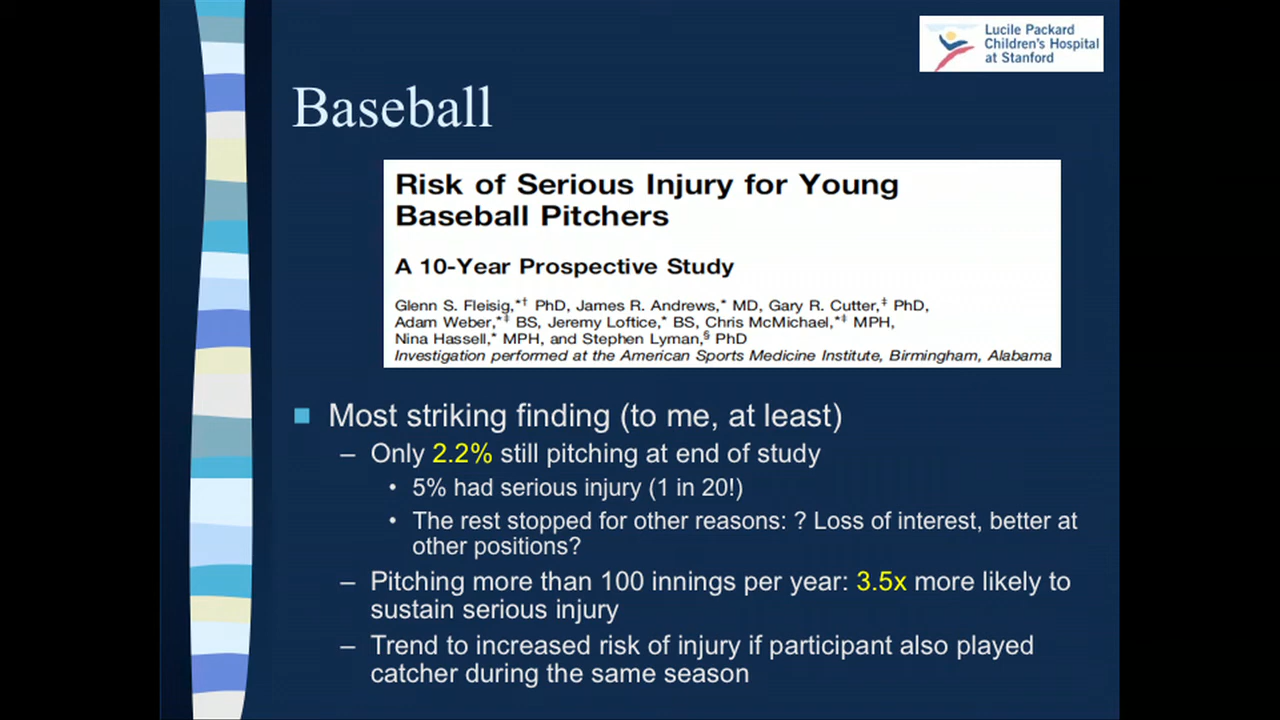 Lucile Packard
Children's Hospital
at Stanford
Baseball
Risk of Serious Injury for Young
Baseball Pitchers
A 10-Year Prospective Study
Glenn S. Fleisig,*† PhD, James R. Andrews,* MD, Gary R. Cutter,‡ PhD,
Adam Weber,*‡ BS, Jeremy Loftice,* BS, Chris McMichael,*‡ MPH,
Nina Hassell,* MPH, and Stephen Lyman,§ PhD
Investigation performed at the American Sports Medicine Institute, Birmingham, Alabama
■ Most striking finding (to me, at least)
– Only 2.2% still pitching at end of study
• 5% had serious injury (1 in 20!)
• The rest stopped for other reasons: ? Loss of interest, better at
other positions?
– Pitching more than 100 innings per year: 3.5x more likely to
sustain serious injury
– Trend to increased risk of injury if participant also played
catcher during the same season